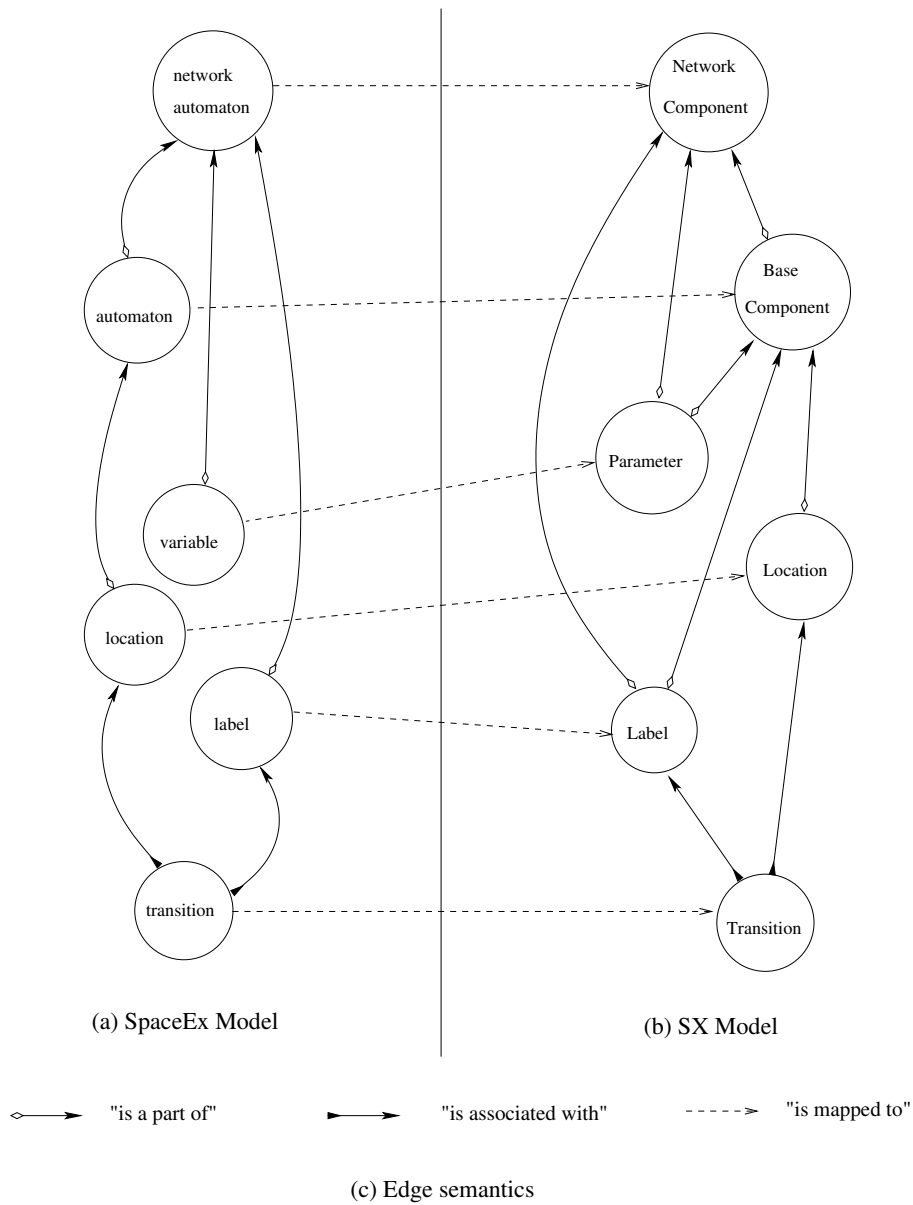 network
automaton
Network
Component
automaton
Base
Component
variable
Parameter
location
Location
label
Label
transition
Transition
(a) SpaceEx Model
(b) SX Model
"is a part of"
"is associated with"
"is mapped to"
(c) Edge semantics